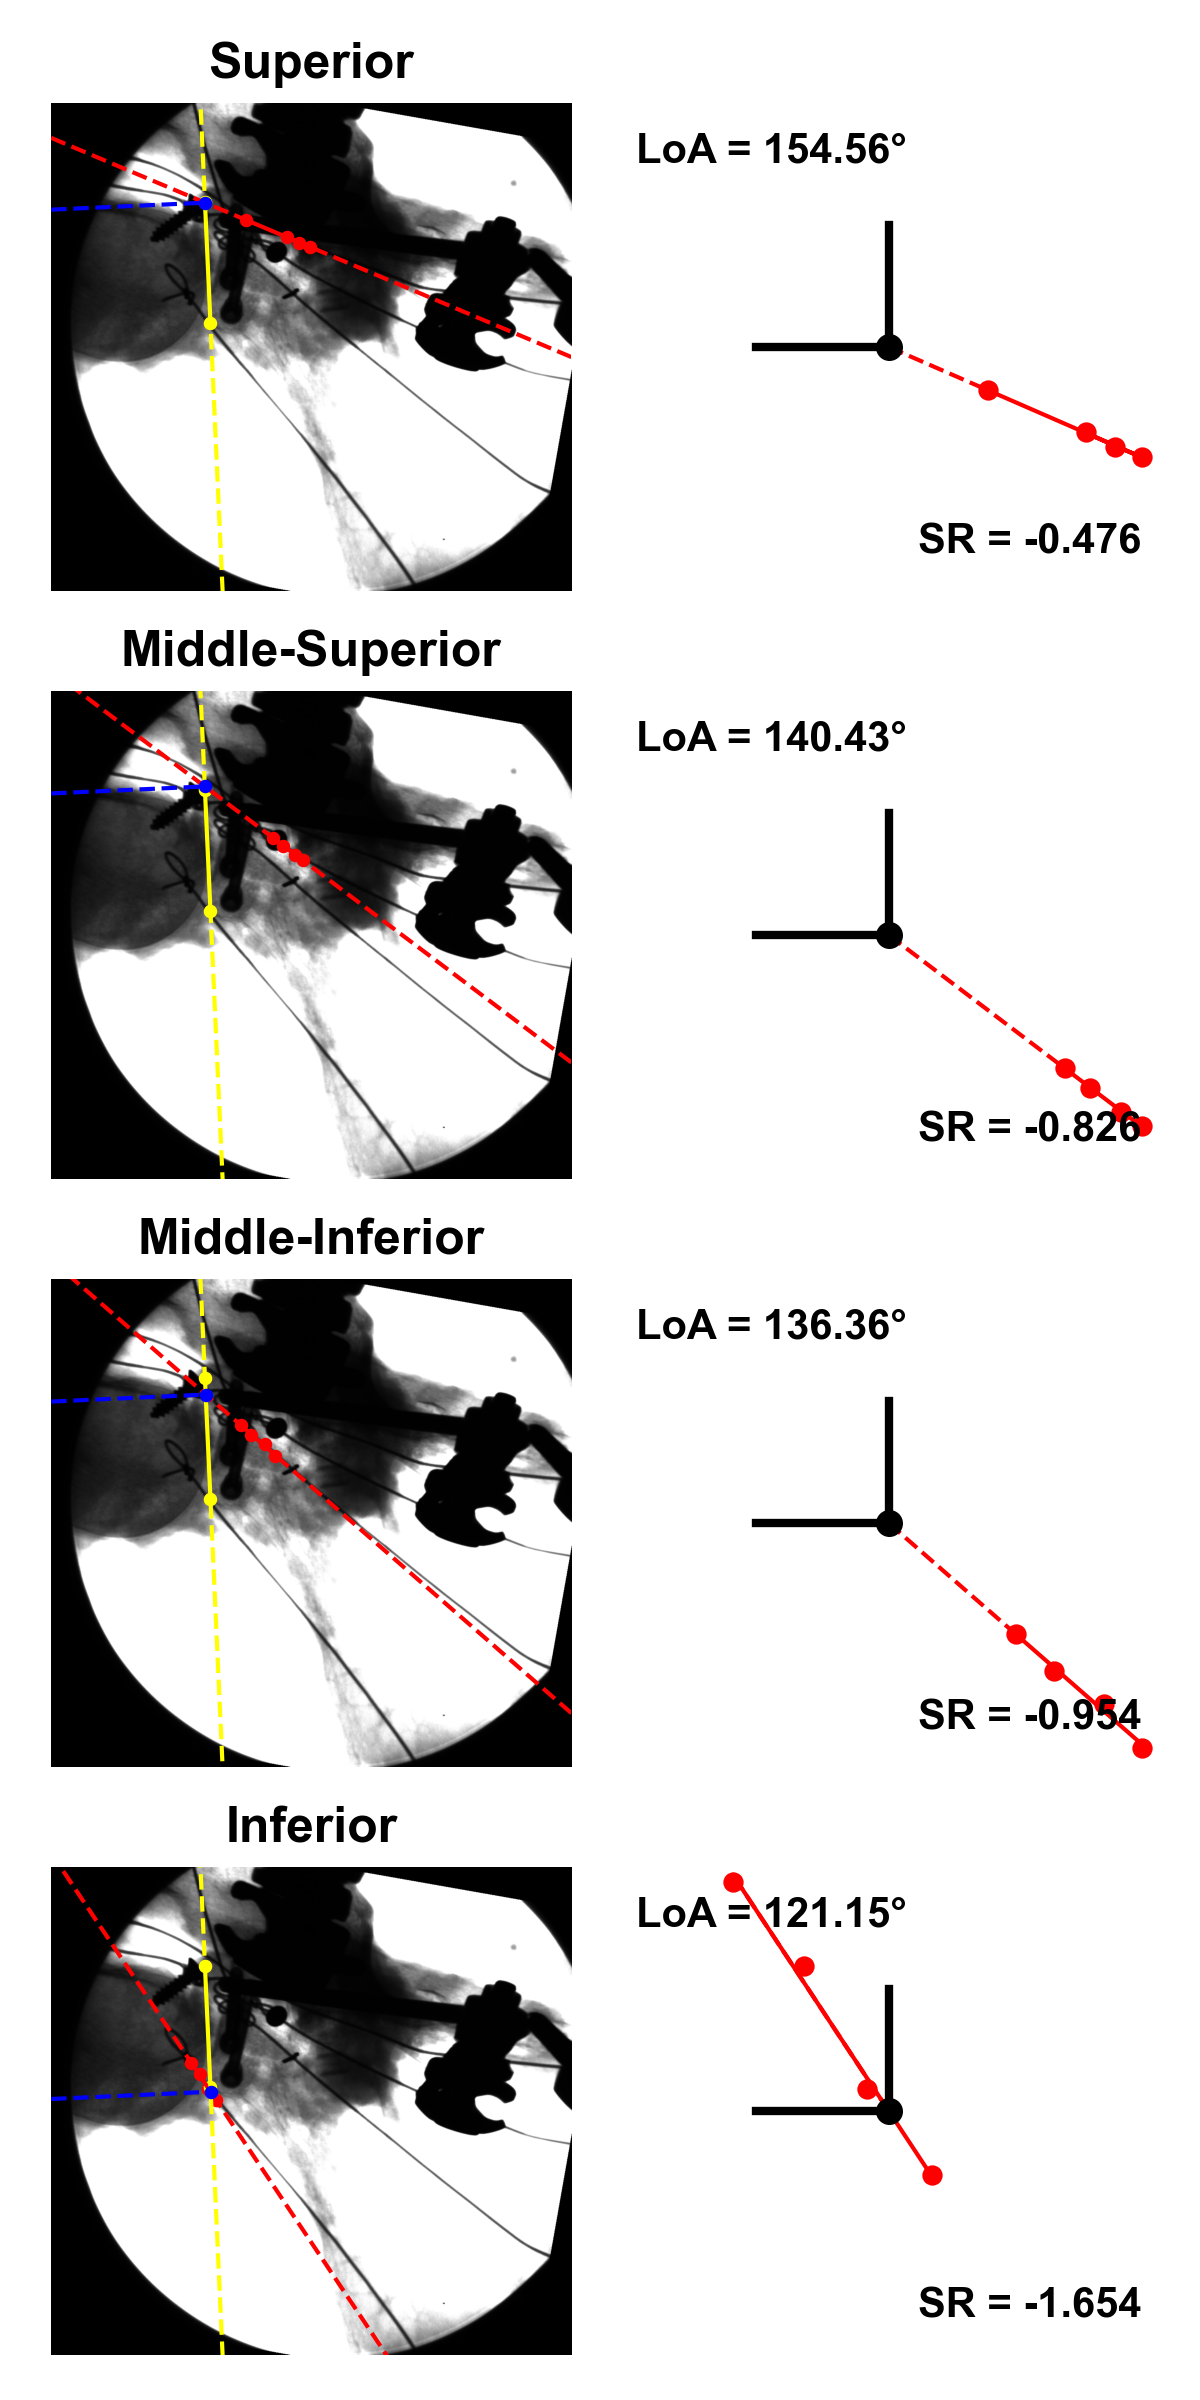 Superior
LoA = 154.56°
SR = -0.476
Middle-Superior
LoA = 140.43°
SR = -0.826
Middle-Inferior
LoA = 136.36°
SR = -0.954
Inferior
LoA = 121.15°
SR = -1.654